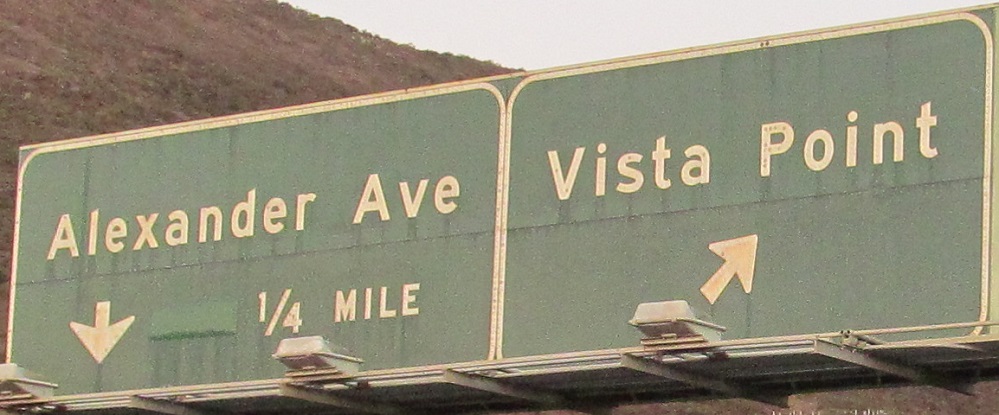 Alexander Ave
1/4 MILE
Vista Point